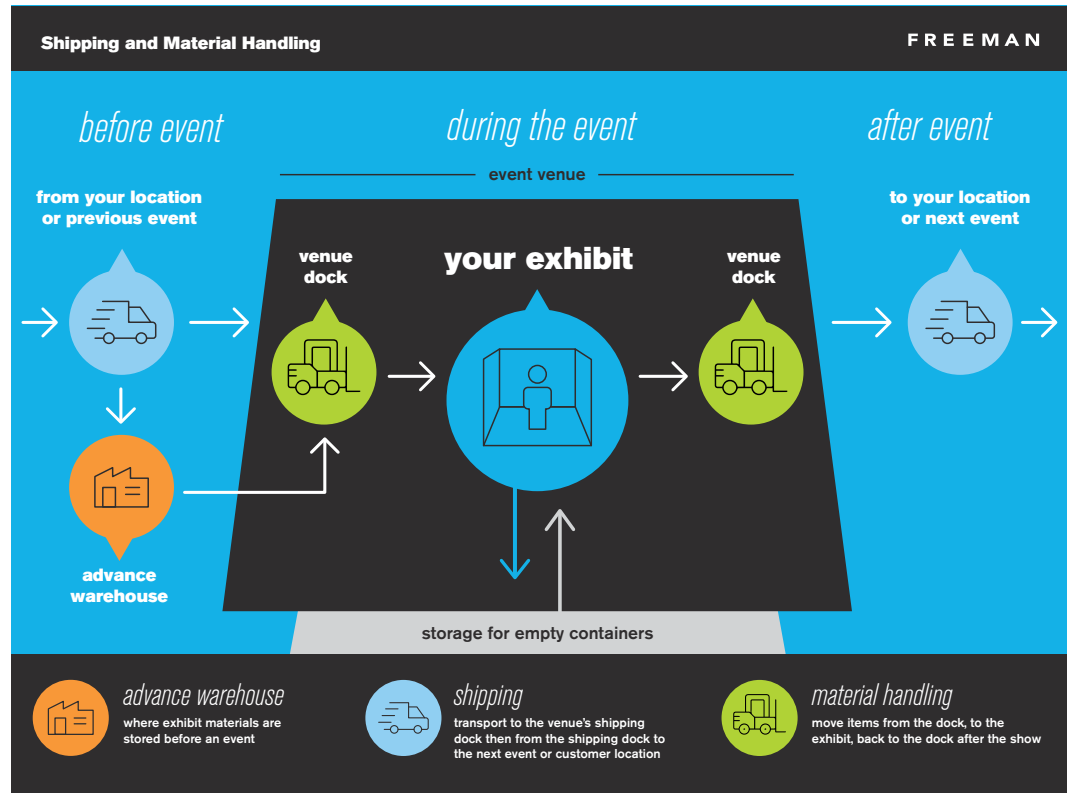 Shipping and Material Handling
FREEMAN
before event
during the event
after event
event venue
from your location
or previous event
to your location
or next event
venue
dock
your exhibit
venue
dock
advance
warehouse
storage for empty containers
advance warehouse
where exhibit materials are
stored before an event
shipping
transport to the venue's shipping
dock then from the shipping dock to
the next event or customer location
material handling
move items from the dock, to the
exhibit, back to the dock after the show